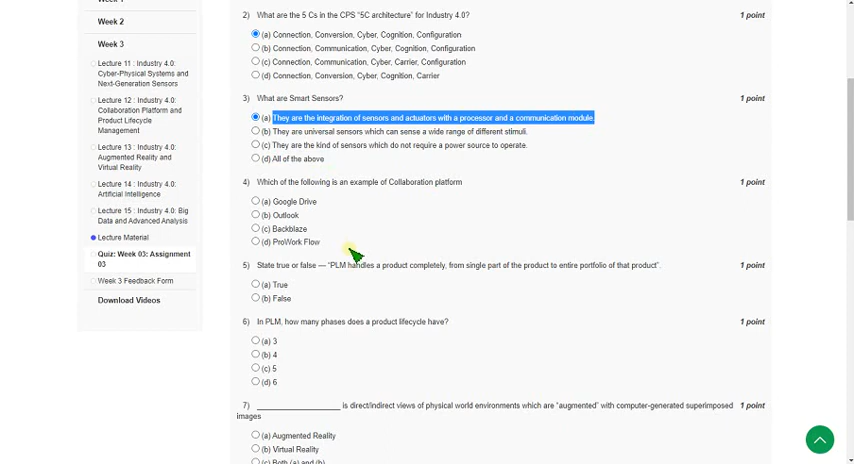 Week 2
Week 3
Lecture 11 : Industry 4.0:
Cyber-Physical Systems and
Next-Generation Sensors
Lecture 12 : Industry 4.0:
Collaboration Platform and
Product Lifecycle
Management
Lecture 13 : Industry 4.0:
Augmented Reality and
Virtual Reality
Lecture 14 : Industry 4.0:
Artificial Intelligence
Lecture 15 : Industry 4.0: Big
Data and Advanced Analysis
Lecture Material
Quiz: Week 03: Assignment
03
Week 3 Feedback Form
Download Videos
2) What are the 5 Cs in the CPS "5C architecture" for Industry 4.0? 1 point
(a) Connection, Conversion, Cyber, Cognition, Configuration
(b) Connection, Communication, Cyber, Cognition, Configuration
(c) Connection, Communication, Cyber, Carrier, Configuration
(d) Connection, Conversion, Cyber, Cognition, Carrier
3) What are Smart Sensors? 1 point
(a) They are the integration of sensors and actuators with a processor and a communication module.
(b) They are universal sensors which can sense a wide range of different stimuli.
(c) They are the kind of sensors which do not require a power source to operate.
(d) All of the above
4) Which of the following is an example of Collaboration platform 1 point
(a) Google Drive
(b) Outlook
(c) Backblaze
(d) ProWork Flow
5) State true or false — "PLM handles a product completely, from single part of the product to entire portfolio of that product". 1 point
(a) True
(b) False
6) In PLM, how many phases does a product lifecycle have? 1 point
(a) 3
(b) 4
(c) 5
(d) 6
7) ____________________ is direct/indirect views of physical world environments which are "augmented" with computer-generated superimposed 1 point
images
(a) Augmented Reality
(b) Virtual Reality
(c) Both (a) and (b)